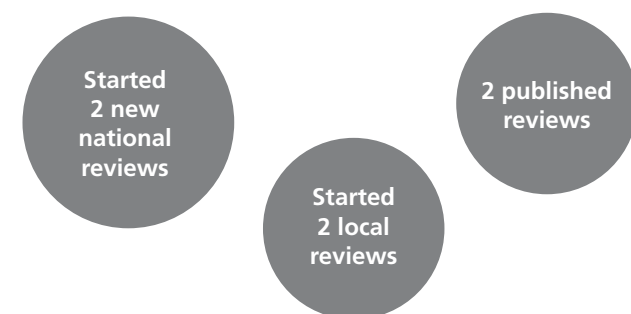 Started
2 new
national
reviews
Started
2 local
reviews
2 published
reviews